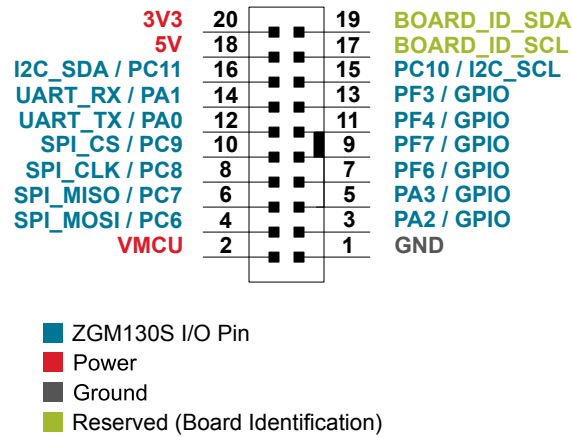 3V3 20 19 BOARD_ID_SDA
5V 18 17 BOARD_ID_SCL
I2C_SDA / PC11 16 15 PC10 / I2C_SCL
UART_RX / PA1 14 13 PF3 / GPIO
UART_TX / PA0 12 11 PF4 / GPIO
SPI_CS / PC9 10 9 PF7 / GPIO
SPI_CLK / PC8 8 7 PF6 / GPIO
SPI_MISO / PC7 6 5 PA3 / GPIO
SPI_MOSI / PC6 4 3 PA2 / GPIO
VMCU 2 1 GND
ZGM130S I/O Pin
Power
Ground
Reserved (Board Identification)